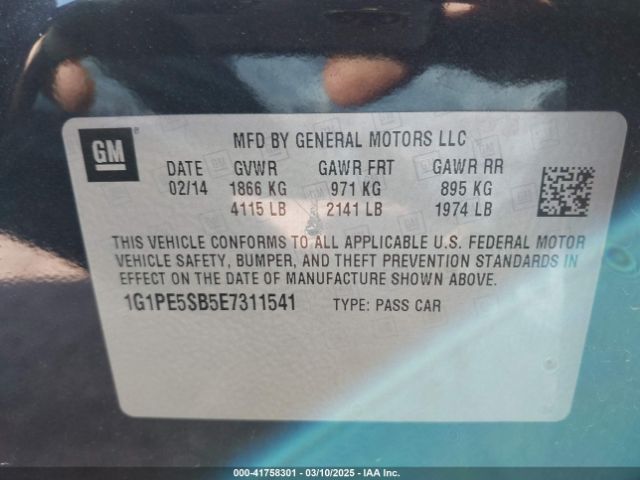 GM ®
MFD BY GENERAL MOTORS LLC
DATE GVWR GAWR FRT GAWR RR
02/14 1866 KG 971 KG 895 KG
4115 LB 2141 LB 1974 LB
THIS VEHICLE CONFORMS TO ALL APPLICABLE U.S. FEDERAL MOTOR
VEHICLE SAFETY, BUMPER, AND THEFT PREVENTION STANDARDS IN
EFFECT ON THE DATE OF MANUFACTURE SHOWN ABOVE.
1G1PE5SB5E7311541 TYPE: PASS CAR
000-41758301 - 03/10/2025 - IAA Inc.